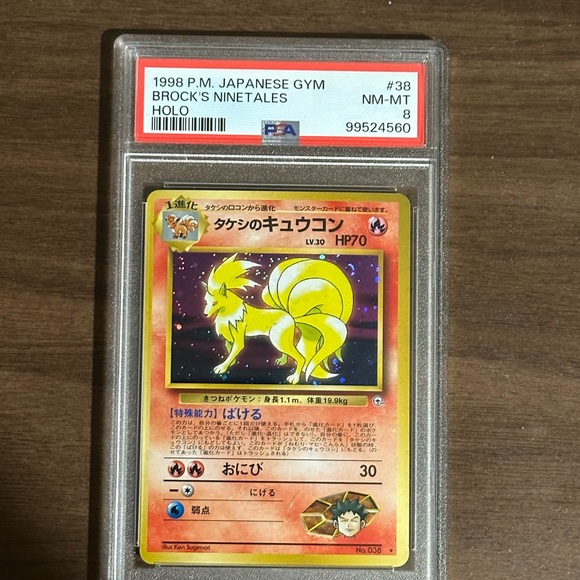 1998 P.M. JAPANESE GYM #38
BROCK'S NINETALES NM-MT
HOLO 8
PSA 99524560
1進化 タケシのロコンから進化 モンスターカードに重ねて使います。
タケシのキュウコン LV.30 HP70
きつねポケモン:身長1.1m、体重19.9kg
【特殊能力】ばける
おにび 30
にげる
弱点
Illus.Ken Sugimori No.038